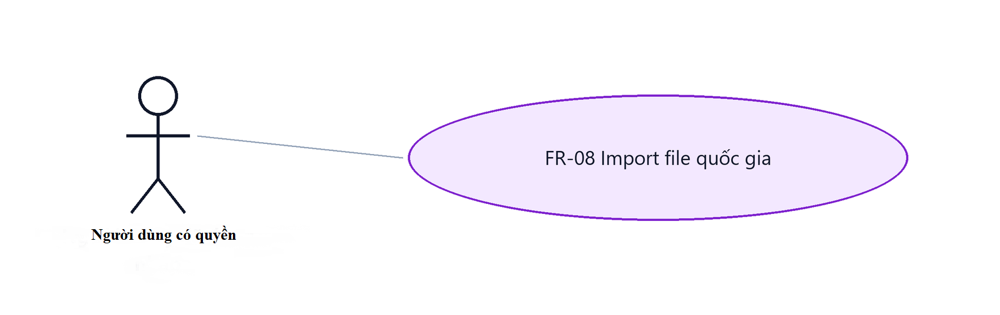 FR-08 Import file quốc gia
Người dùng có quyền